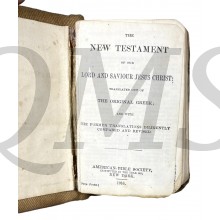 THE
NEW TESTAMENT
OF OUR
LORD AND SAVIOUR JESUS CHRIST;
TRANSLATED OUT OF
THE ORIGINAL GREEK,
AND WITH
THE FORMER TRANSLATIONS DILIGENTLY
COMPARED AND REVISED.
AMERICAN BIBLE SOCIETY,
NEW YORK.
QMS